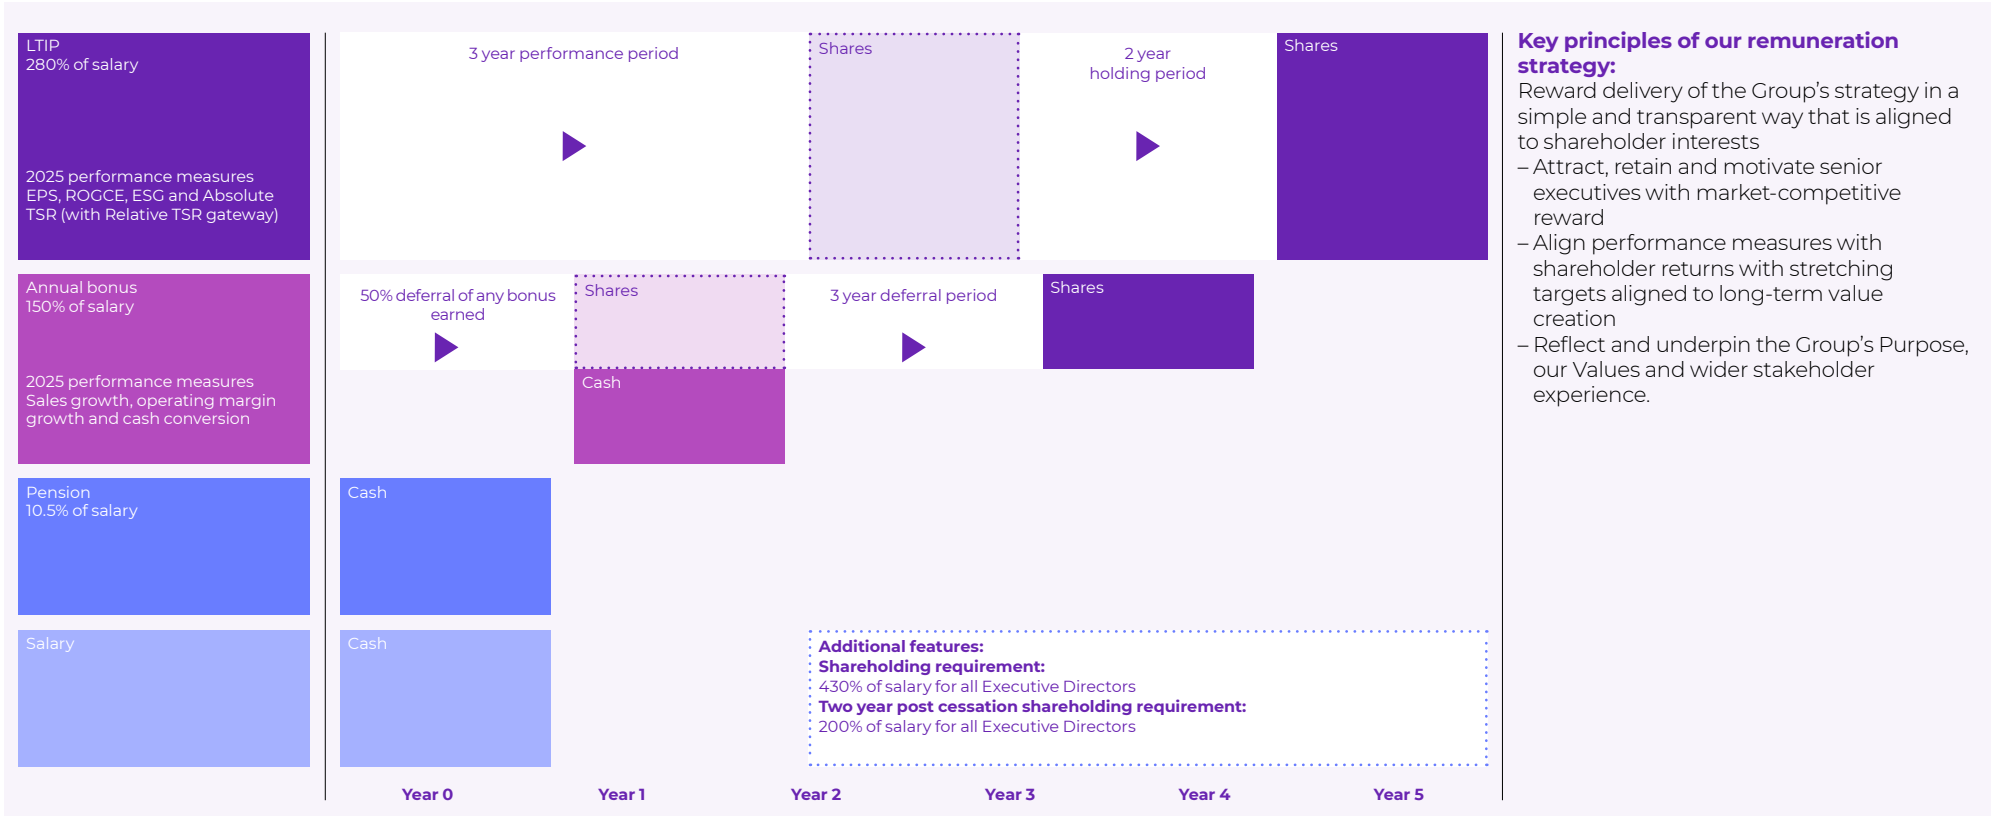 LTIP
280% of salary
2025 performance measures
EPS, ROGCE, ESG and Absolute
TSR (with Relative TSR gateway)
3 year performance period
Shares
2 year
holding period
Shares
Annual bonus
150% of salary
2025 performance measures
Sales growth, operating margin
growth and cash conversion
50% deferral of any bonus
earned
Shares
Cash
3 year deferral period
Shares
Pension
10.5% of salary
Cash
Salary
Cash
Additional features:
Shareholding requirement:
430% of salary for all Executive Directors
Two year post cessation shareholding requirement:
200% of salary for all Executive Directors
Year 0
Year 1
Year 2
Year 3
Year 4
Year 5
Key principles of our remuneration
strategy:
Reward delivery of the Group’s strategy in a
simple and transparent way that is aligned
to shareholder interests
– Attract, retain and motivate senior
executives with market-competitive
reward
– Align performance measures with
shareholder returns with stretching
targets aligned to long-term value
creation
– Reflect and underpin the Group’s Purpose,
our Values and wider stakeholder
experience.